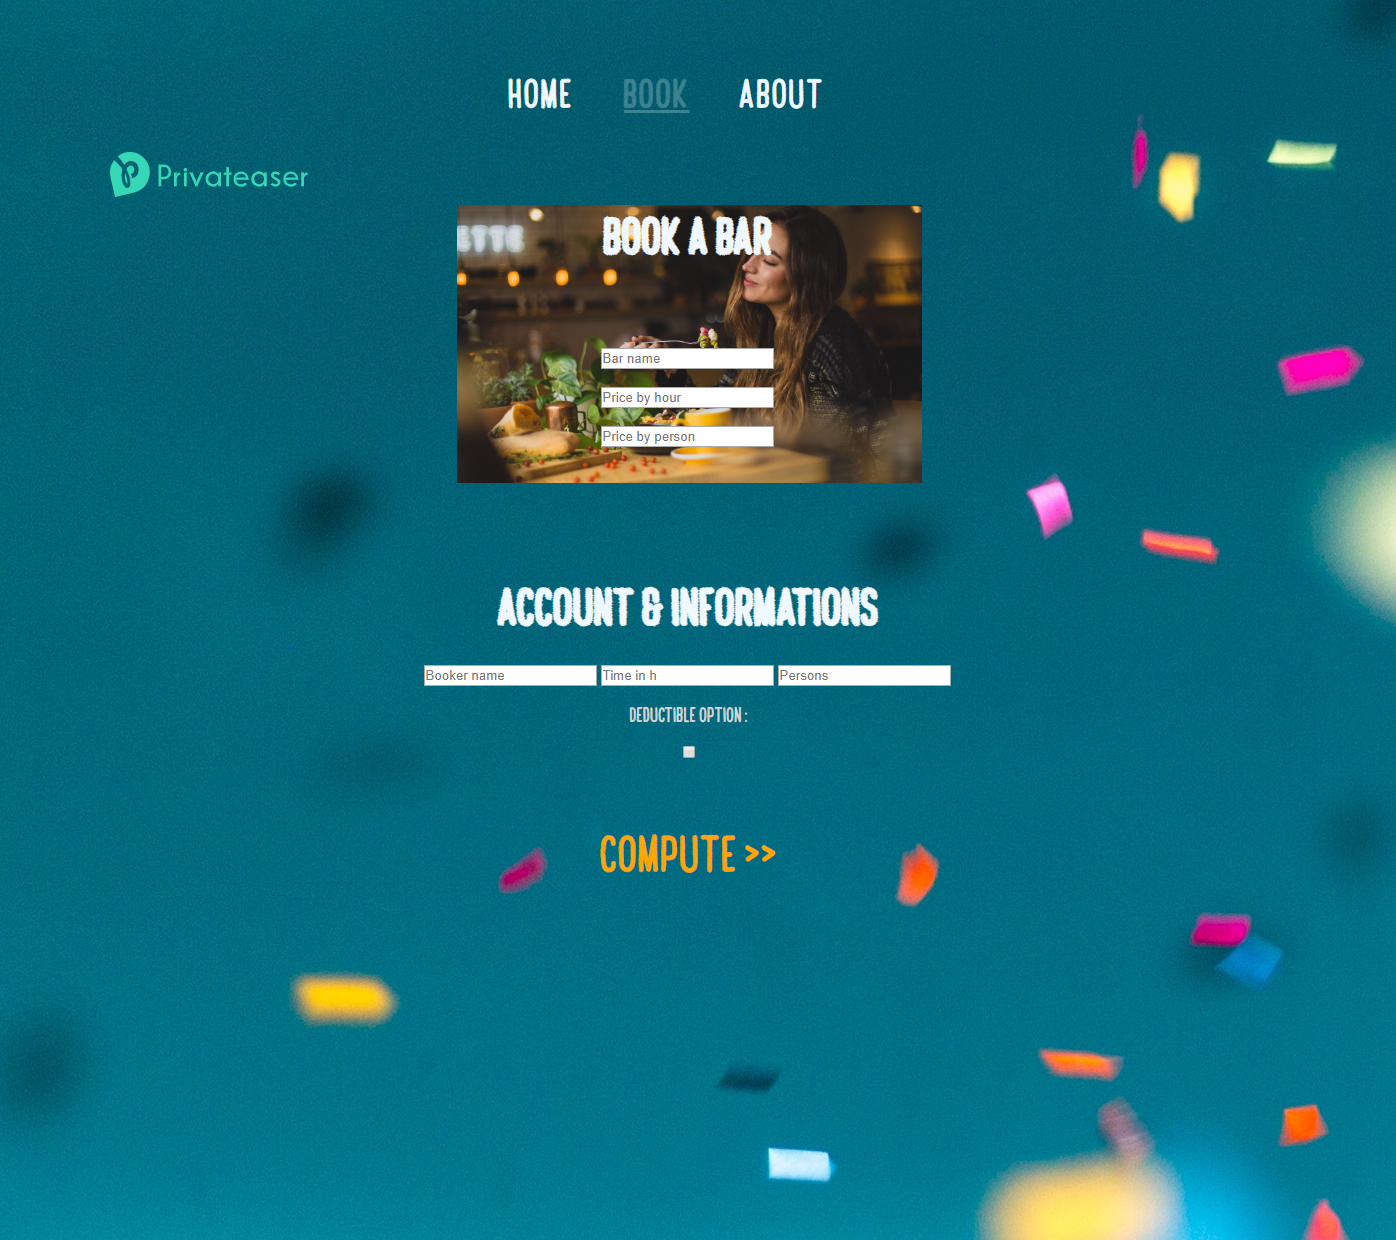 HOME BOOK ABOUT
Privateaser
ETTE
BOOK A BAR
Bar name
Price by hour
Price by person
ACCOUNT & INFORMATIONS
Booker name Time in h Persons
DEDUCTIBLE OPTION :
COMPUTE >>